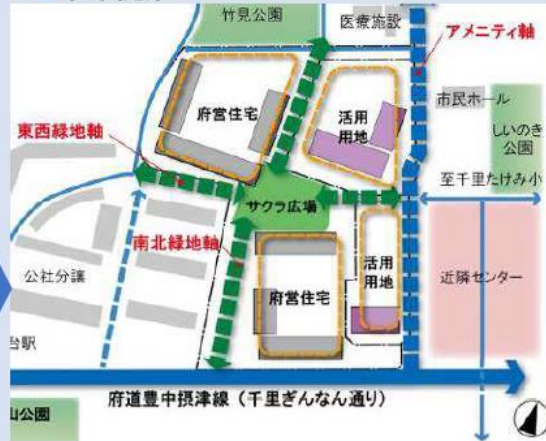 竹見公園
医療施設
アメニティ軸
府営住宅
活用
用地
市民ホール
しいのき
公園
東西緑地軸
至千里たけみ小
サクラ広場
南北緑地軸
公社分譲
府営住宅
活用
用地
近隣センター
台駅
府道豊中摂津線（千里ぎんなん通り）
山公園